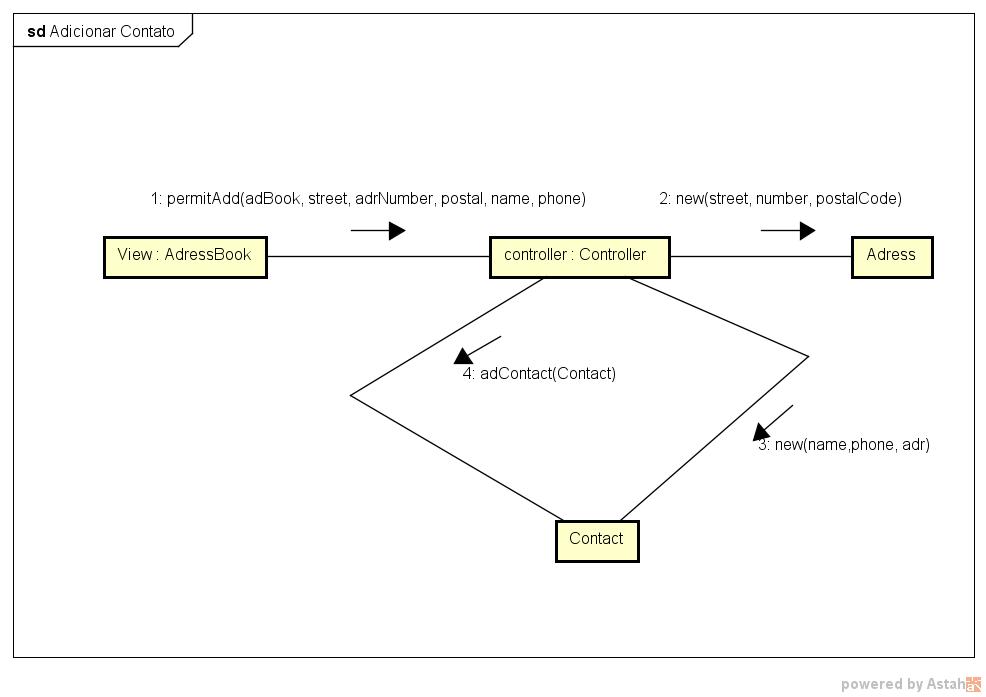 sd Adicionar Contato
1: permitAdd(adBook, street, adrNumber, postal, name, phone)
2: new(street, number, postalCode)
View : AdressBook
controller : Controller
Adress
4: adContact(Contact)
3: new(name,phone, adr)
Contact
powered by Astah